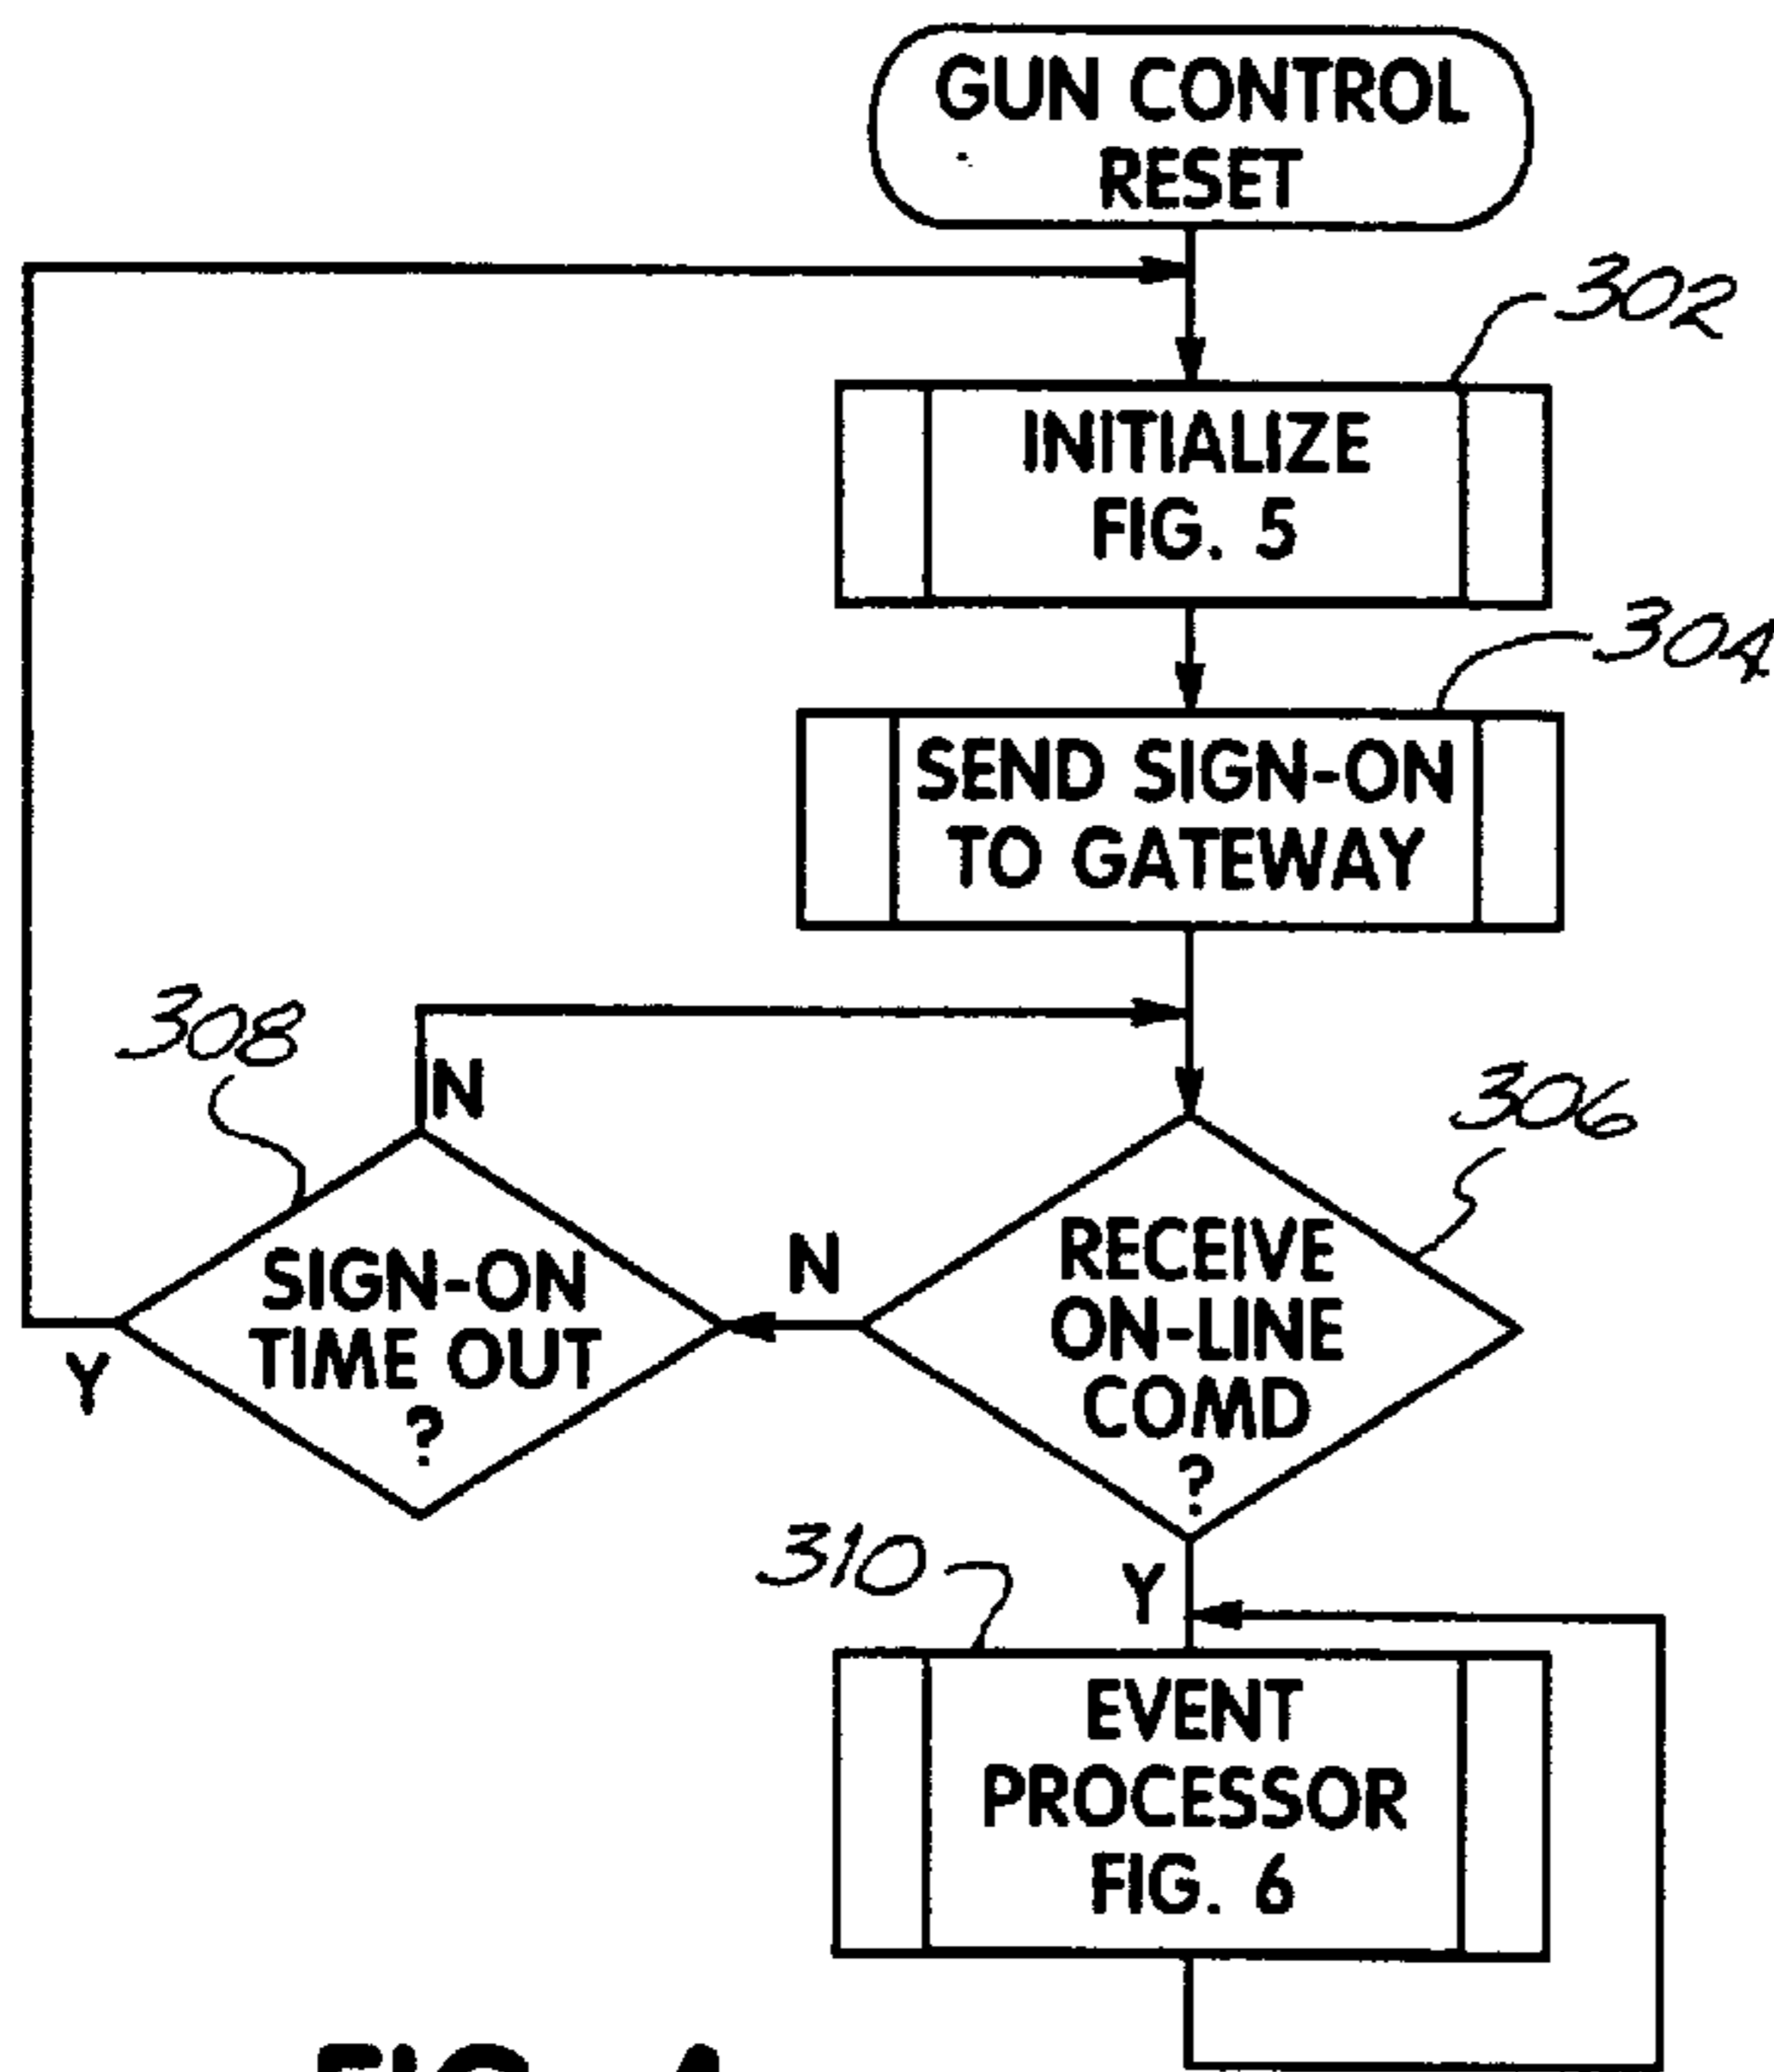 GUN CONTROL
RESET
302
INITIALIZE
FIG. 5
304
SEND SIGN-ON
TO GATEWAY
308
N
306
N
RECEIVE
ON-LINE
COMD
?
SIGN-ON
TIME OUT
?
Y
310
Y
EVENT
PROCESSOR
FIG. 6